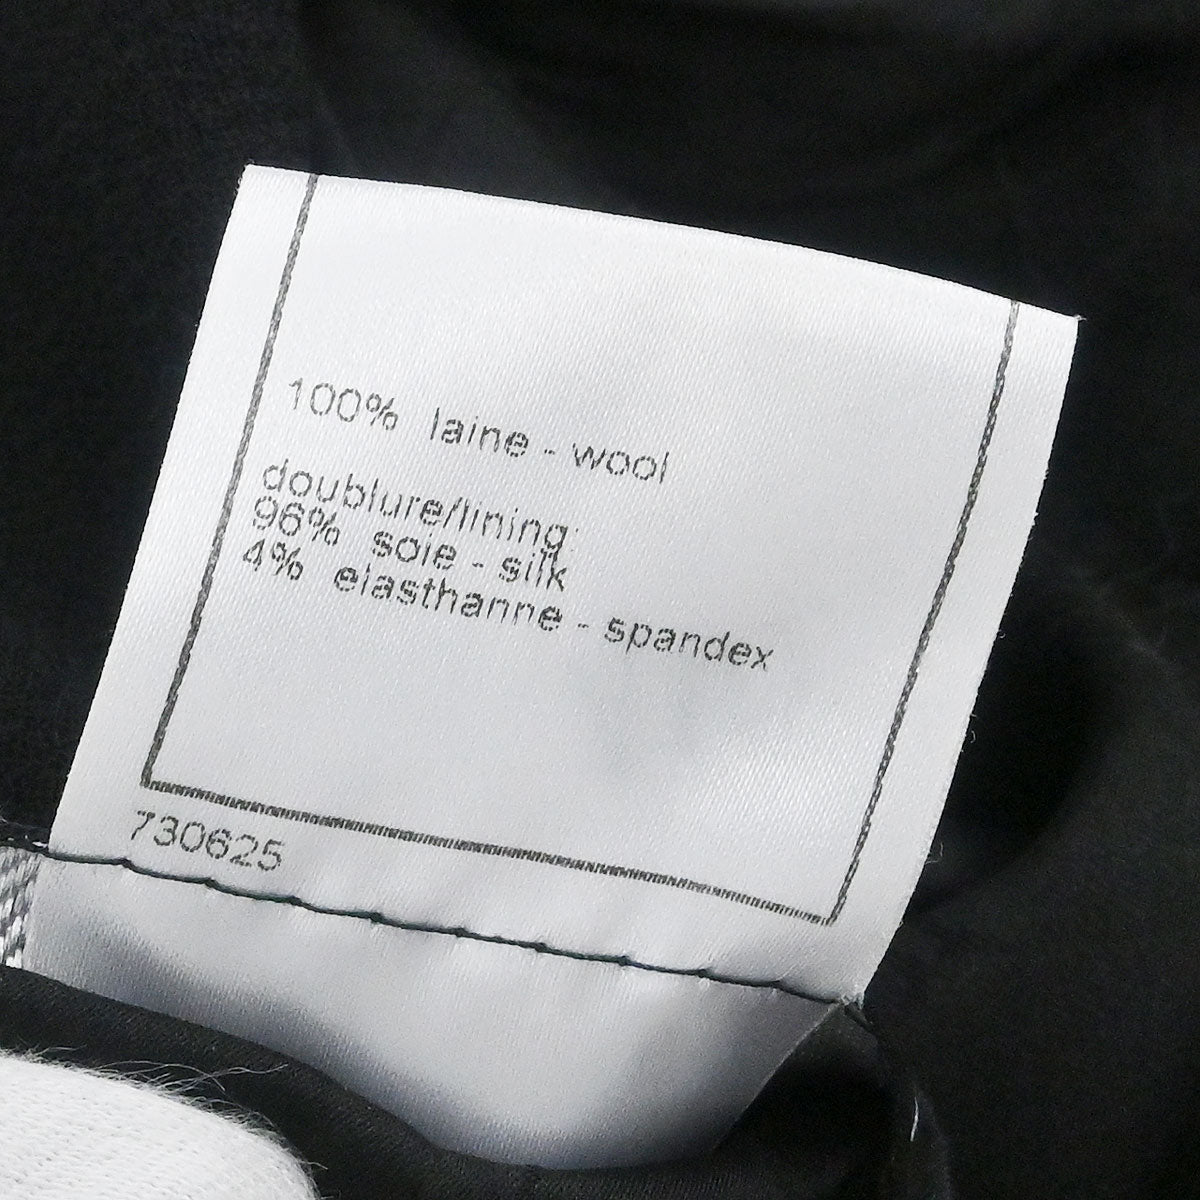 100% laine - wool
doublure/lining:
96% soie - silk
4% elasthanne - spandex
730625